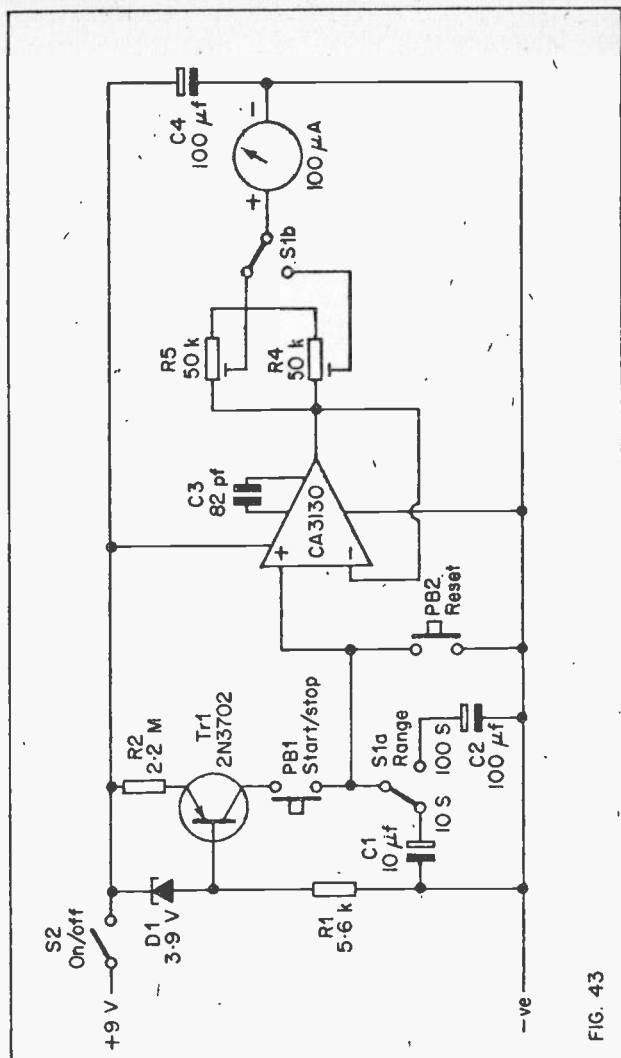 S2
On/off
+9 V
D1
3·9 V
R2
2·2 M
Tr1
2N3702
PB1
Start/stop
R1
5·6 k
S1a
Range
10 S
100 S
C1
10 µf
C2
100 µf
PB2
Reset
C3
82 pf
+
CA3130
-
R5
50 k
R4
50 k
S1b
+
-
100 µA
C4
100 µf
-ve
FIG. 43